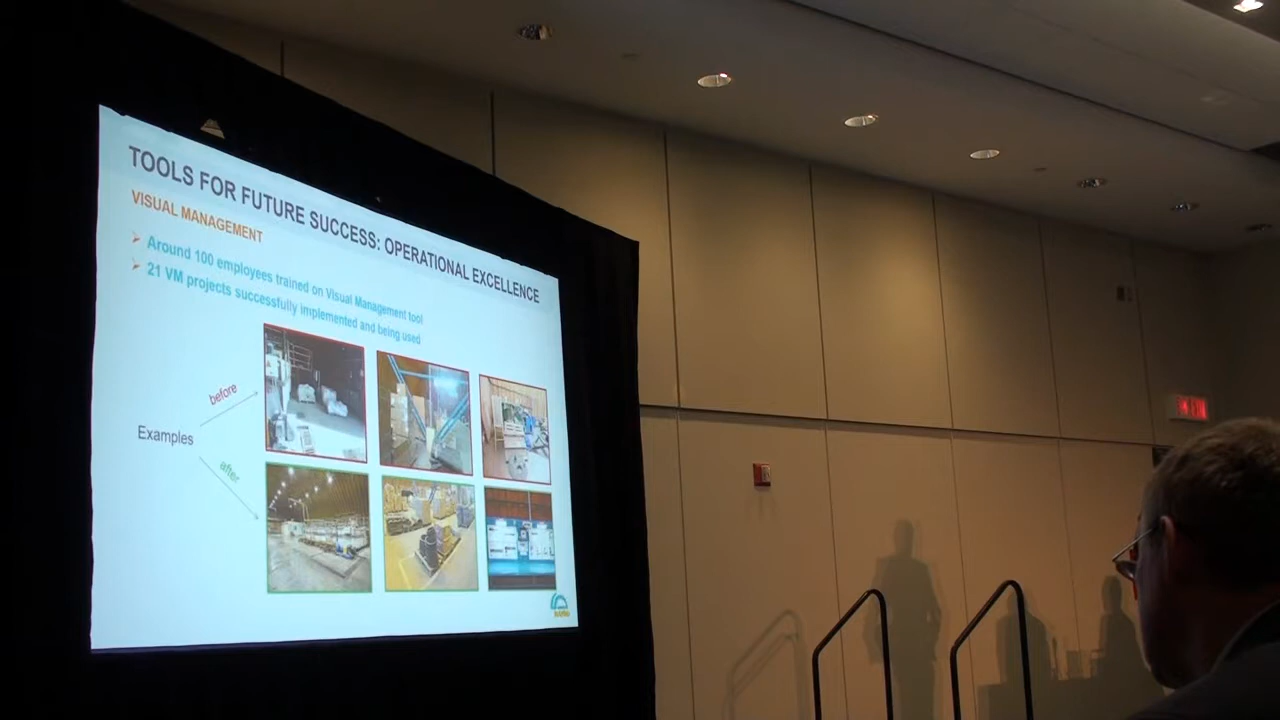 TOOLS FOR FUTURE SUCCESS: OPERATIONAL EXCELLENCE
VISUAL MANAGEMENT
Around 100 employees trained on Visual Management tool
21 VM projects successfully implemented and being used
before
Examples
after